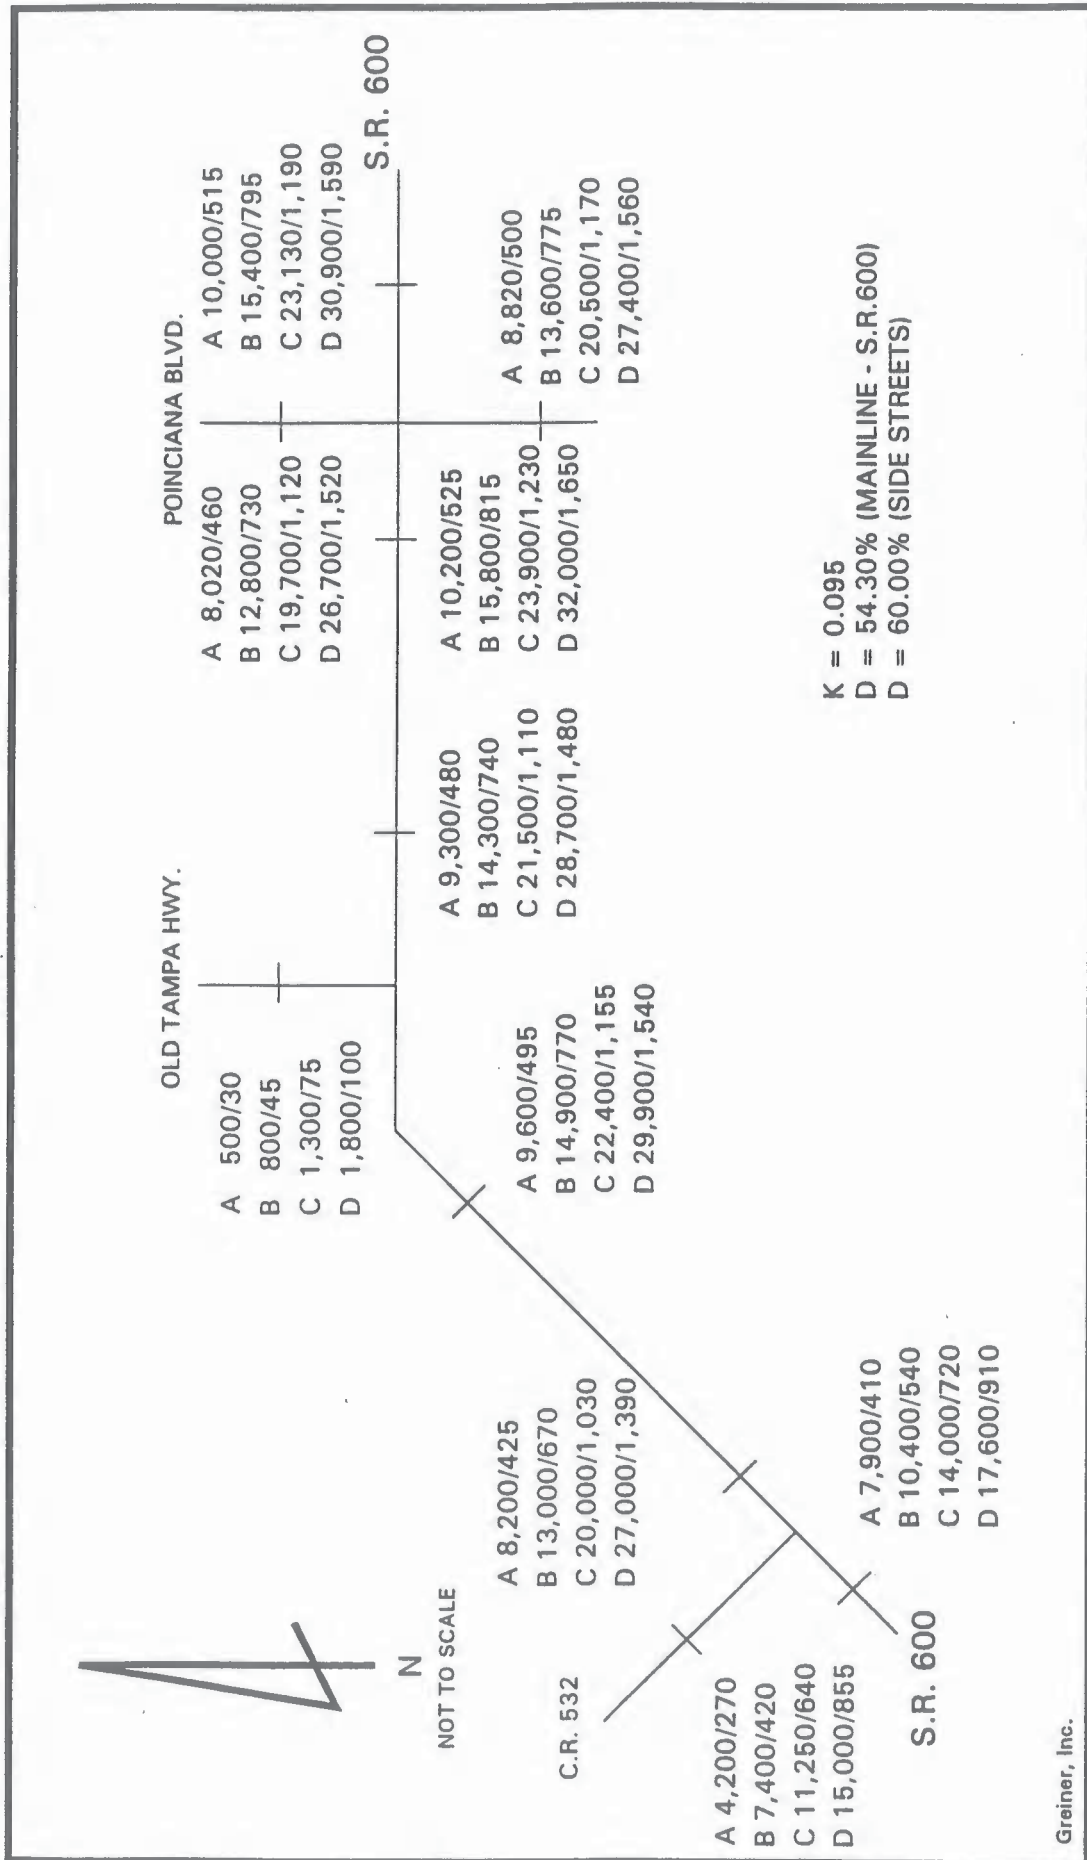 POINCIANA BLVD.
A 8,020/460
B 12,800/730
C 19,700/1,120
D 26,700/1,520
A 10,000/515
B 15,400/795
C 23,130/1,190
D 30,900/1,590
S.R. 600
A 8,820/500
B 13,600/775
C 20,500/1,170
D 27,400/1,560
A 10,200/525
B 15,800/815
C 23,900/1,230
D 32,000/1,650
A 9,300/480
B 14,300/740
C 21,500/1,110
D 28,700/1,480
OLD TAMPA HWY.
A 500/30
B 800/45
C 1,300/75
D 1,800/100
A 9,600/495
B 14,900/770
C 22,400/1,155
D 29,900/1,540
A 8,200/425
B 13,000/670
C 20,000/1,030
D 27,000/1,390
N
NOT TO SCALE
C.R. 532
A 4,200/270
B 7,400/420
C 11,250/640
D 15,000/855
S.R. 600
A 7,900/410
B 10,400/540
C 14,000/720
D 17,600/910
K = 0.095
D = 54.30% (MAINLINE - S.R.600)
D = 60.00% (SIDE STREETS)
Greiner, Inc.